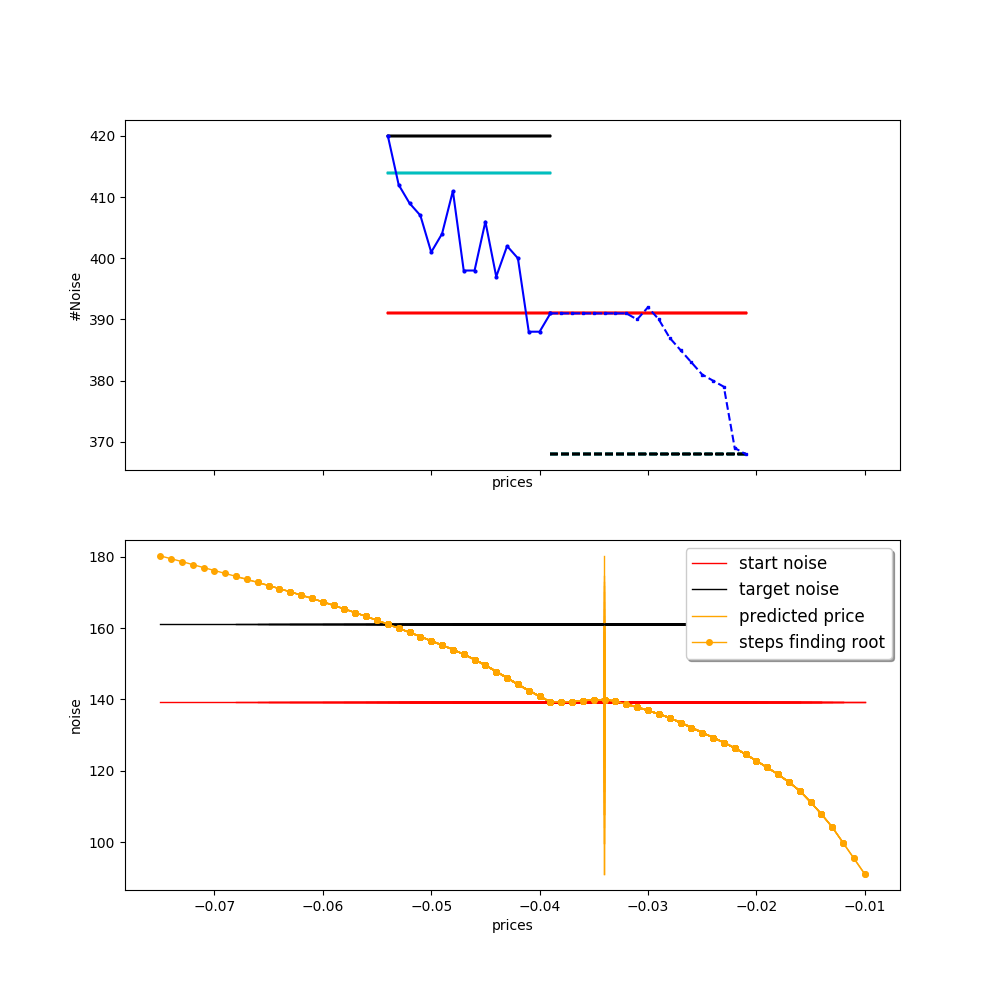 420
410
400
390
380
370
#Noise
prices
180
160
140
120
100
noise
start noise
target noise
predicted price
steps finding root
−0.07 −0.06 −0.05 −0.04 −0.03 −0.02 −0.01
prices